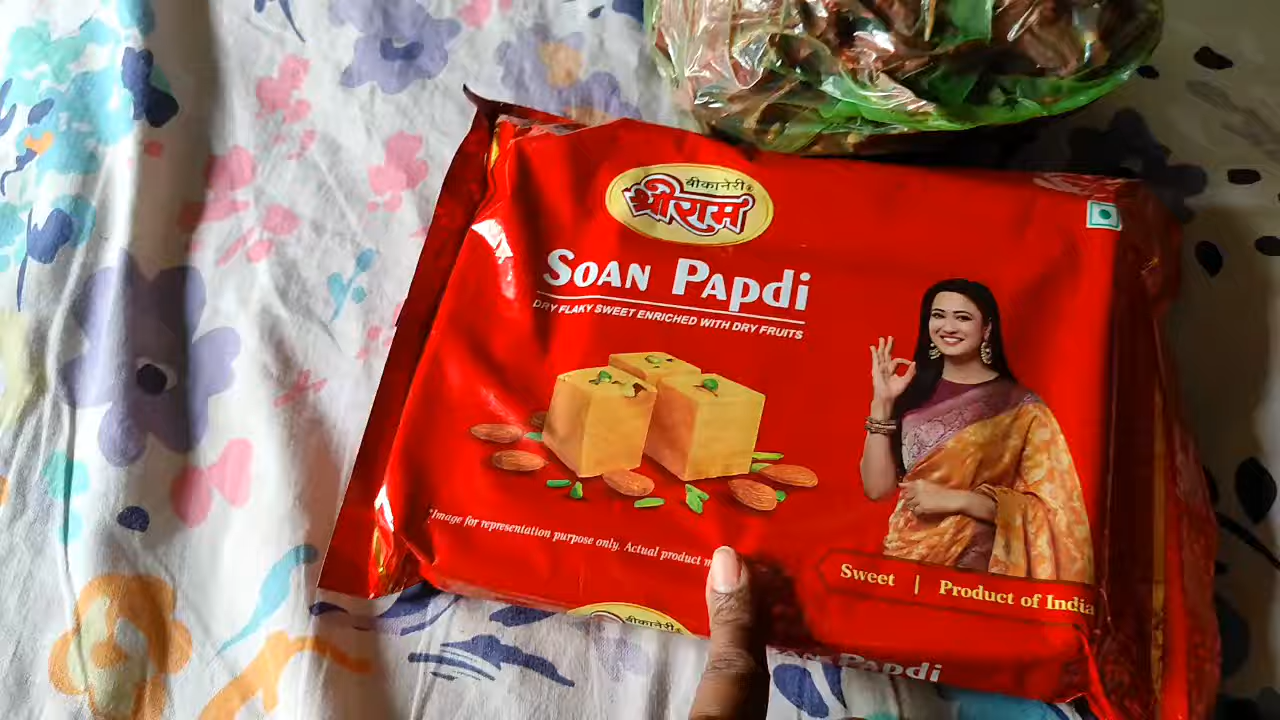 बीकानेरी®
श्रीराम
SOAN PAPdi
DRY FLAKY SWEET ENRICHED WITH DRY FRUITS
*Image for representation purpose only. Actual product
Sweet | Product of India
बीकानेरी®
PAPdi